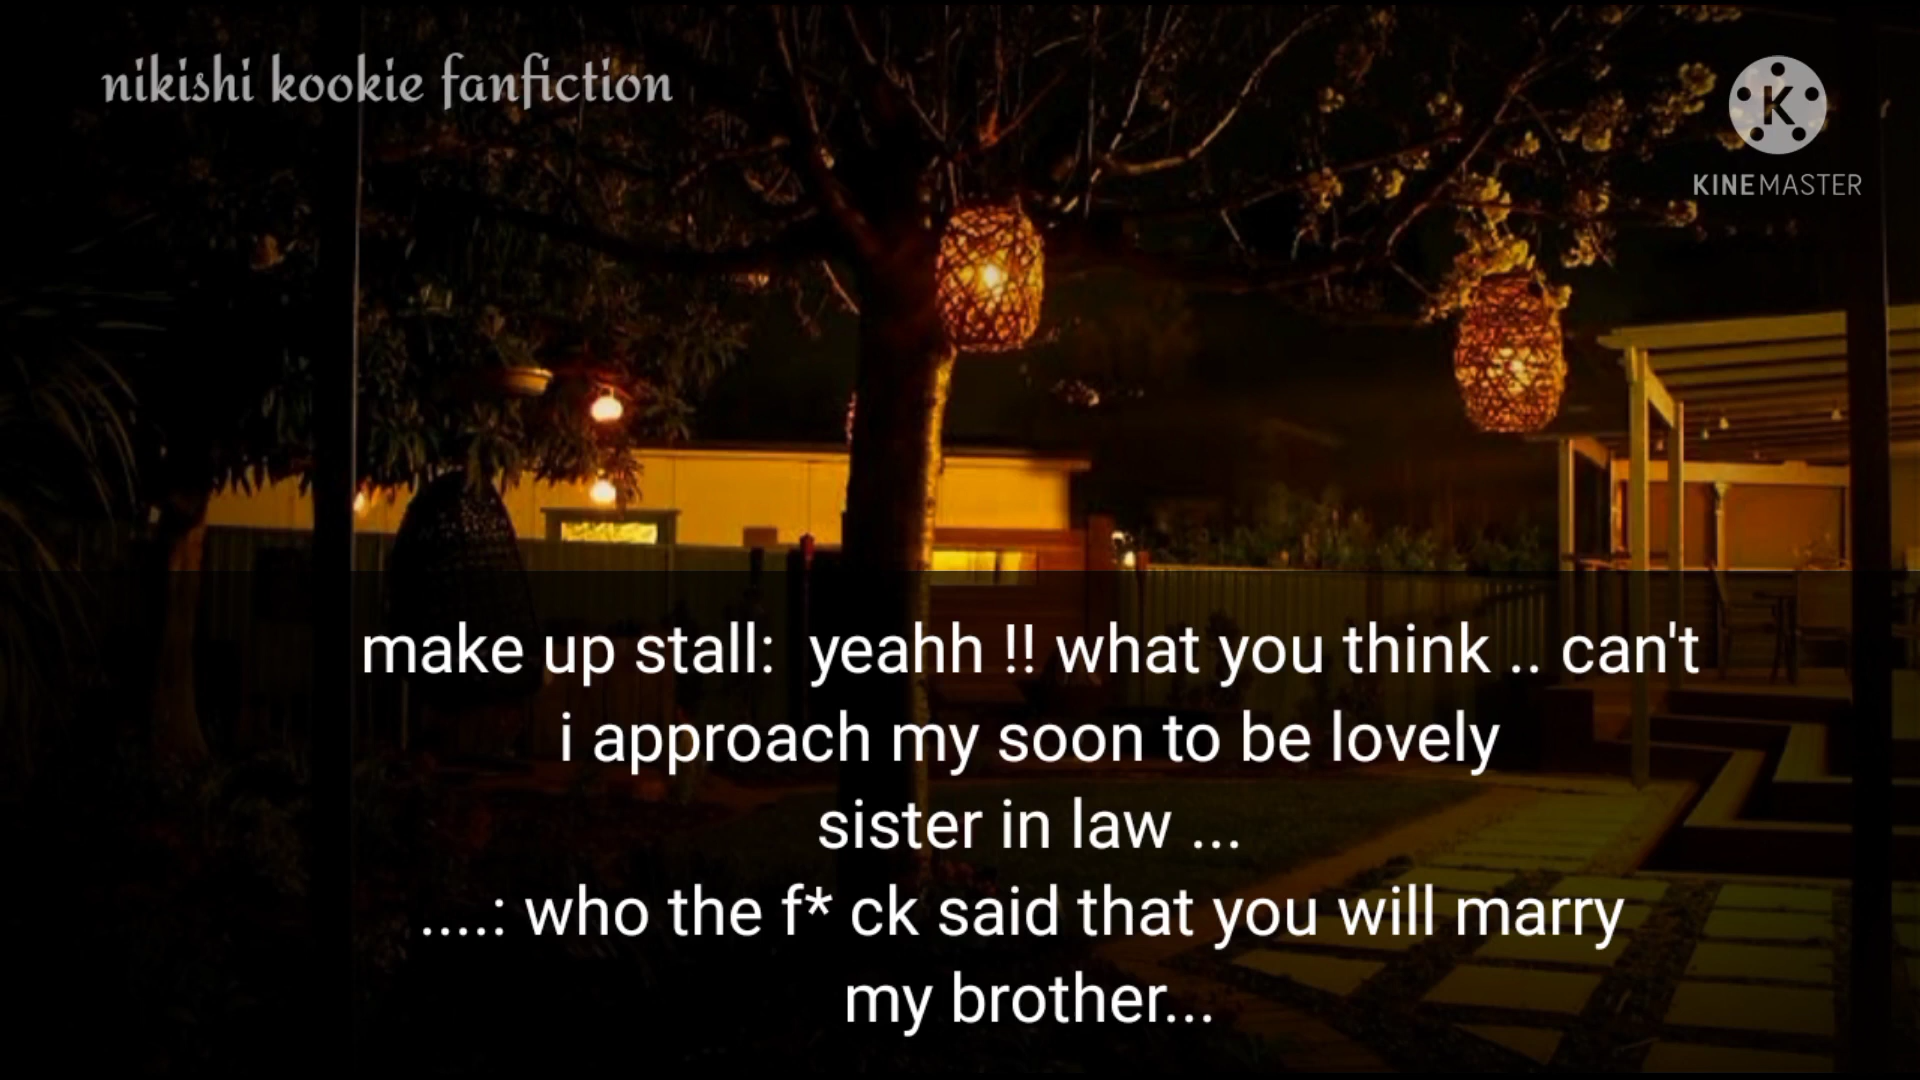 nikishi kookie fanfiction
K
KINEMASTER
make up stall:  yeahh !! what you think .. can't
i approach my soon to be lovely
sister in law ...
....: who the f* ck said that you will marry
my brother...